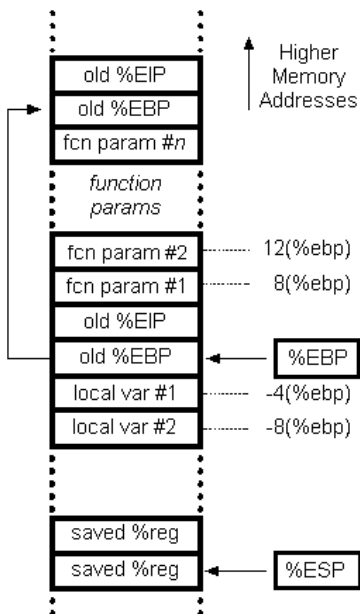 Higher
Memory
Addresses
old %EIP
old %EBP
fcn param #n
function
params
fcn param #2 12(%ebp)
fcn param #1 8(%ebp)
old %EIP
old %EBP %EBP
local var #1 -4(%ebp)
local var #2 -8(%ebp)
saved %reg
saved %reg %ESP